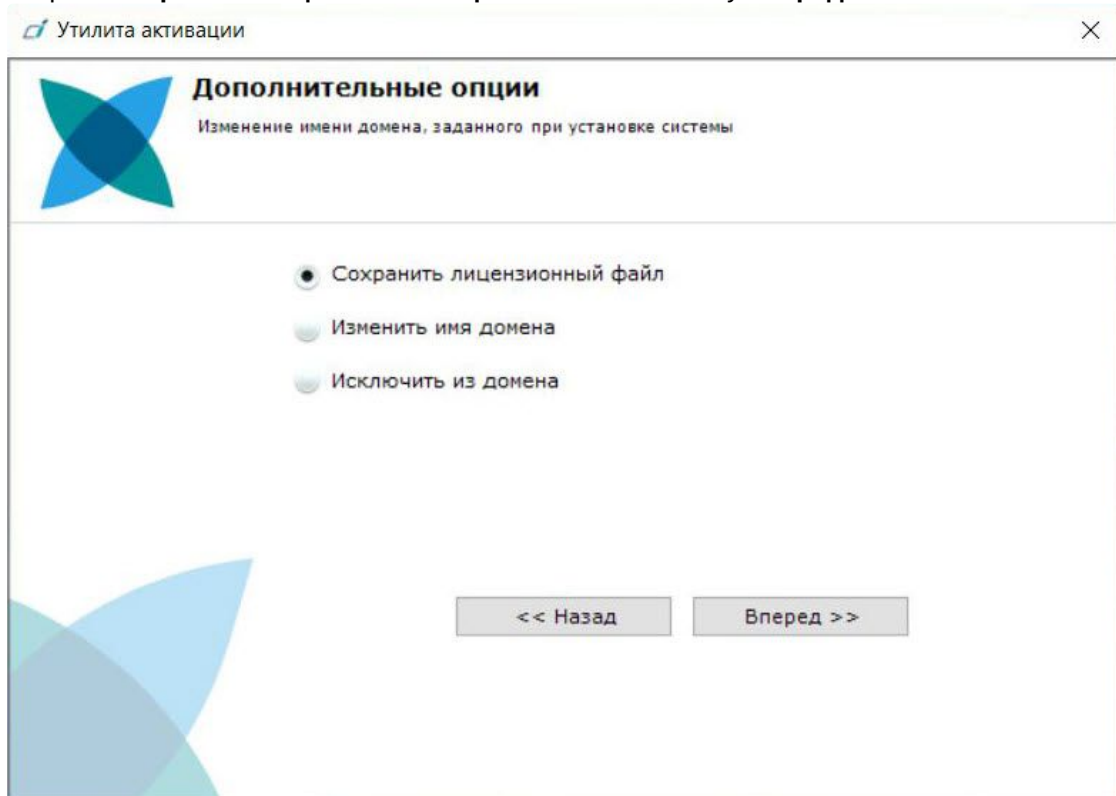 Утилита активации
Дополнительные опции
Изменение имени домена, заданного при установке системы
Сохранить лицензионный файл
Изменить имя домена
Исключить из домена
<< Назад
Вперед >>